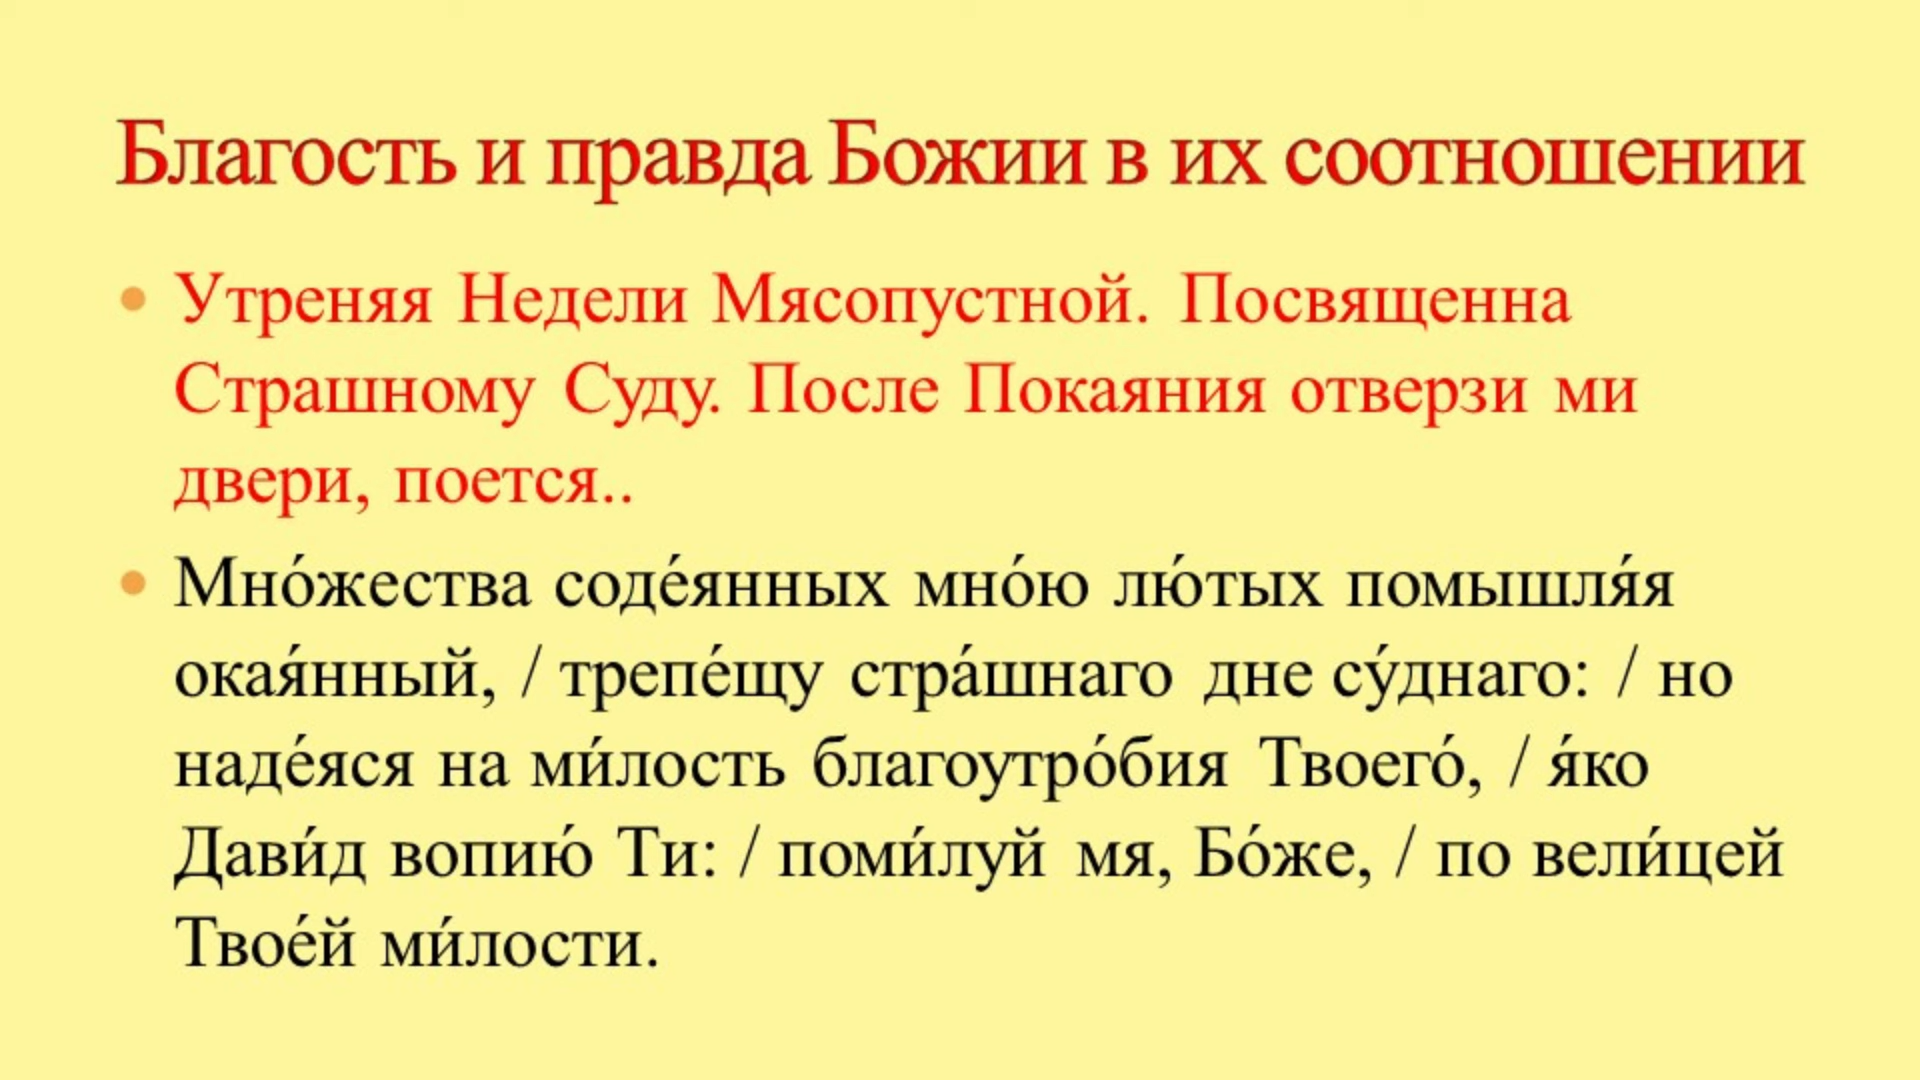 Благость и правда Божии в их соотношении
Утреняя Недели Мясопустной. Посвященна
Страшному Суду. После Покаяния отверзи ми
двери, поется..
Мно́жества соде́янных мно́ю лю́тых помышля́я
окая́нный, / трепе́щу стра́шнаго дне су́днаго: / но
наде́яся на ми́лость благоутро́бия Твоего́, / я́ко
Дави́д вопию́ Ти: / поми́луй мя, Бо́же, / по вели́цей
Твое́й ми́лости.